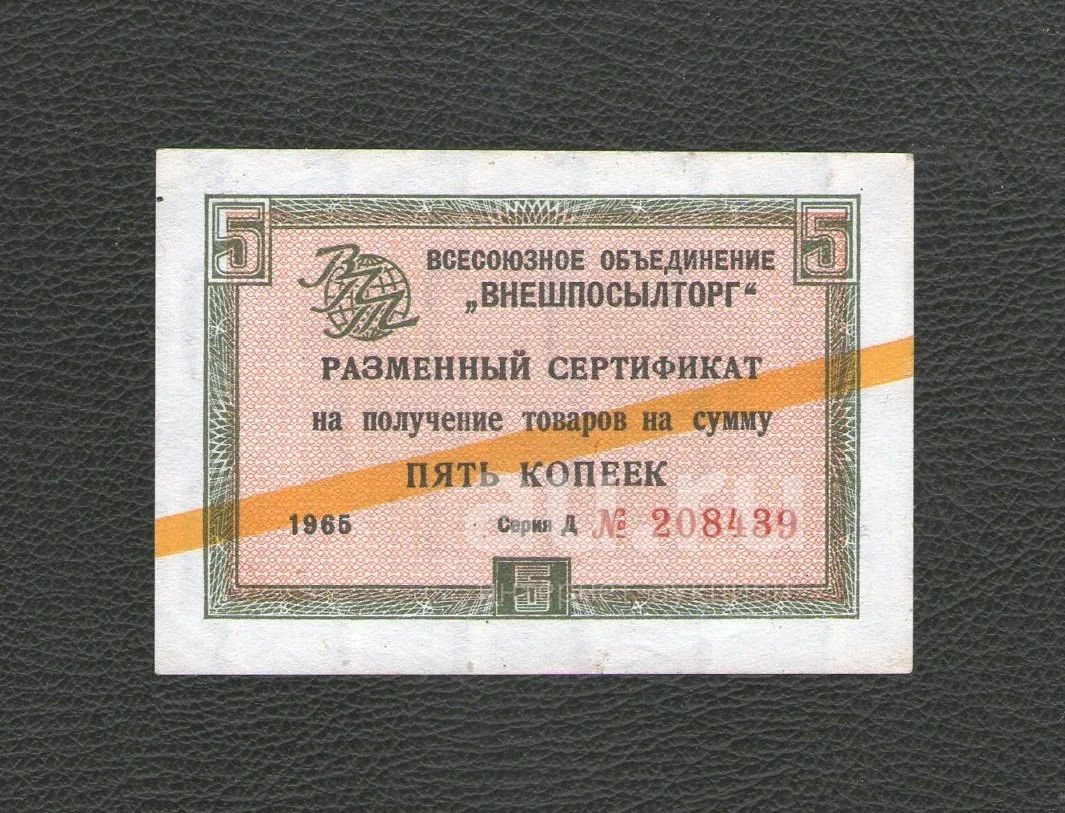 5 5
ВПТ
ВСЕСОЮЗНОЕ ОБЪЕДИНЕНИЕ
„ВНЕШПОСЫЛТОРГ“
РАЗМЕННЫЙ СЕРТИФИКАТ
на получение товаров на сумму
ПЯТЬ КОПЕЕК
1965 Серия Д № 208439
5